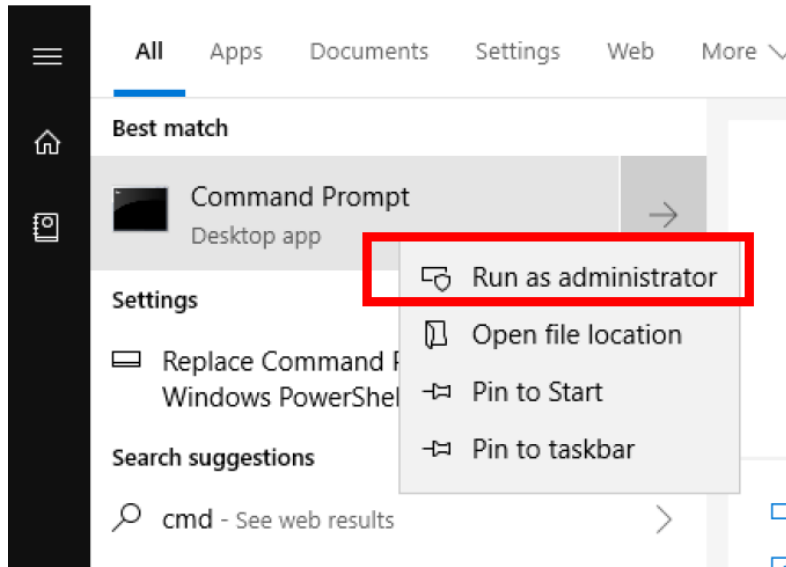 All Apps Documents Settings Web More
Best match
Command Prompt
Desktop app
Run as administrator
Settings
Open file location
Replace Command
Windows
Pin to Start
Pin to taskbar
Search suggestions
cmd - See web results